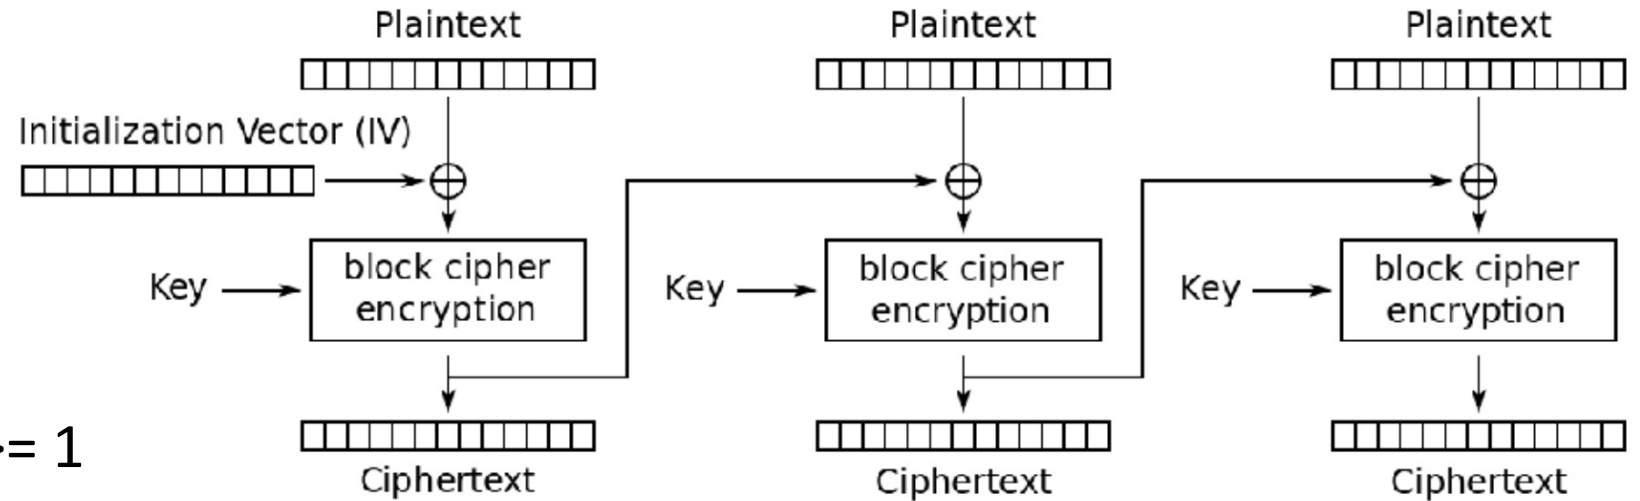 Plaintext
Plaintext
Plaintext
Initialization Vector (IV)
Key
block cipher
encryption
Key
block cipher
encryption
Key
block cipher
encryption
= 1
Ciphertext
Ciphertext
Ciphertext